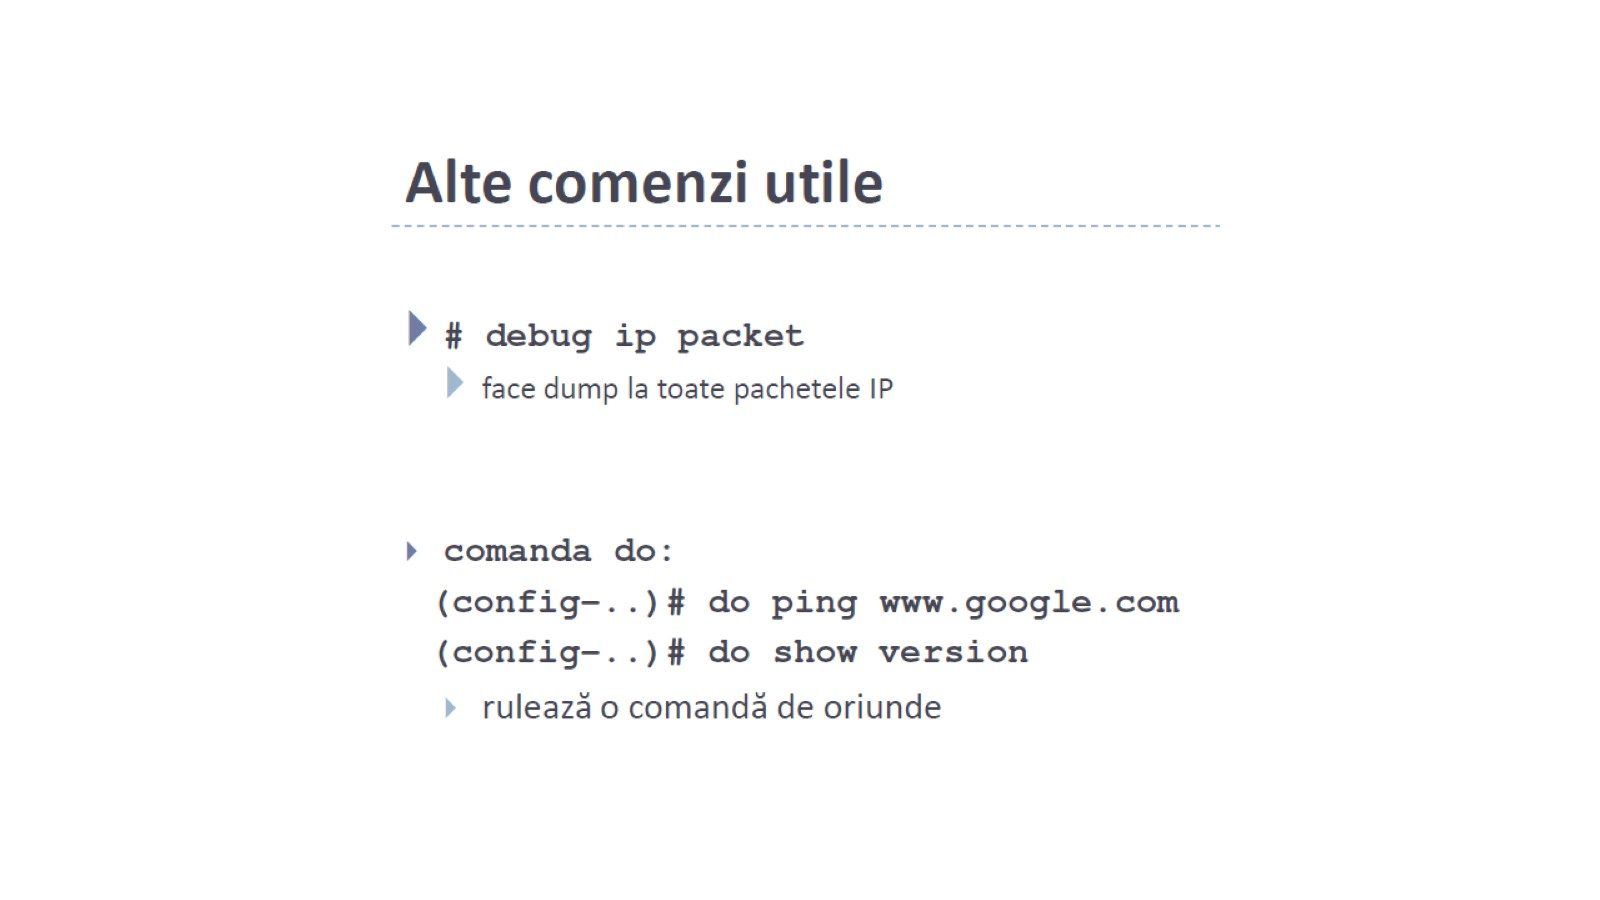 Alte comenzi utile
# debug ip packet
face dump la toate pachetele IP
comanda do:
(config-..)# do ping www.google.com
(config-..)# do show version
rulează o comandă de oriunde